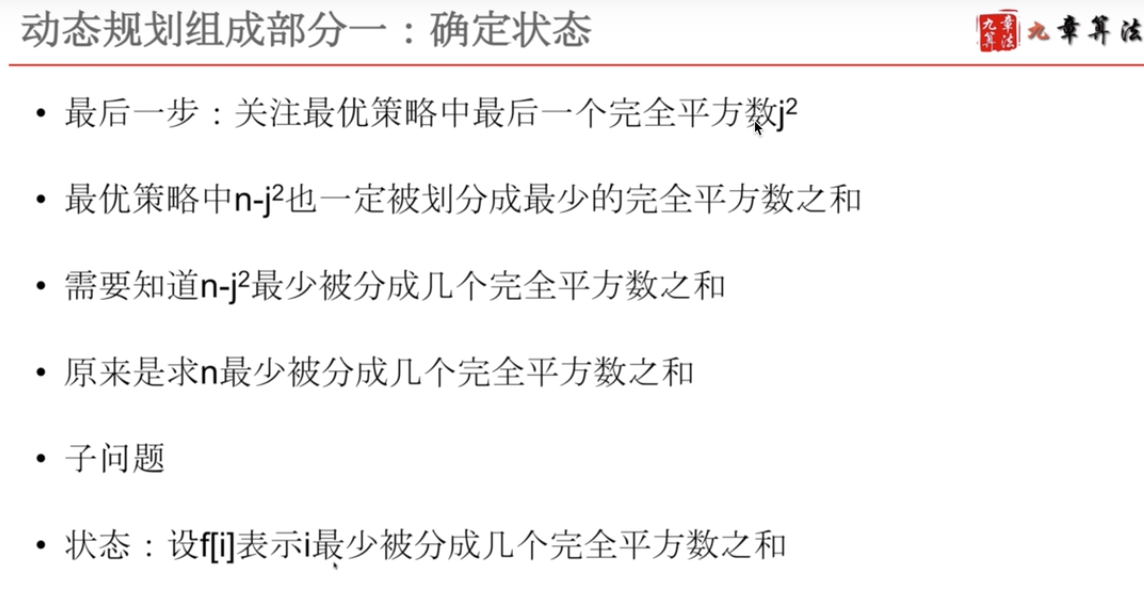 动态规划组成部分一：确定状态
九章算法
九章算法
• 最后一步：关注最优策略中最后一个完全平方数j²
• 最优策略中n-j²也一定被划分成最少的完全平方数之和
• 需要知道n-j²最少被分成几个完全平方数之和
• 原来是求n最少被分成几个完全平方数之和
• 子问题
• 状态：设f[i]表示i最少被分成几个完全平方数之和